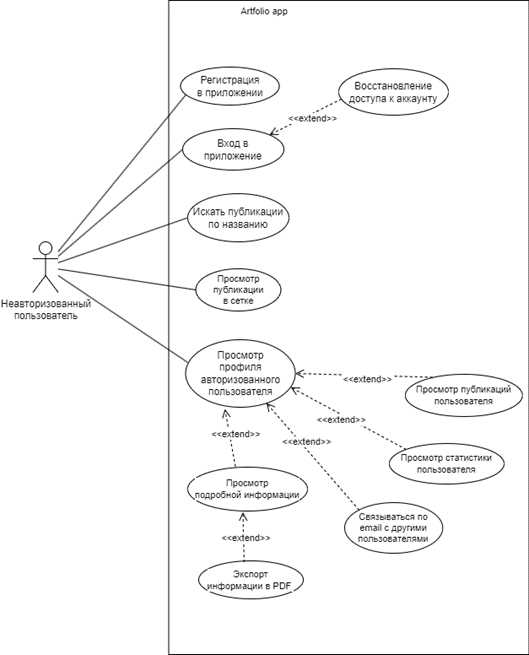 Artfolio app
Регистрация
в приложении
Восстановление
доступа к аккаунту
<<extend>>
Вход в
приложение
Искать публикации
по названию
Неавторизованный
пользователь
Просмотр
публикации
в сетке
Просмотр
профиля
авторизованного
пользователя
<<extend>>
Просмотр публикаций
пользователя
<<extend>>
<<extend>>
<<extend>>
Просмотр статистики
пользователя
Просмотр
подробной информации
Связываться по
email с другими
пользователями
<<extend>>
Экспорт
информации в PDF